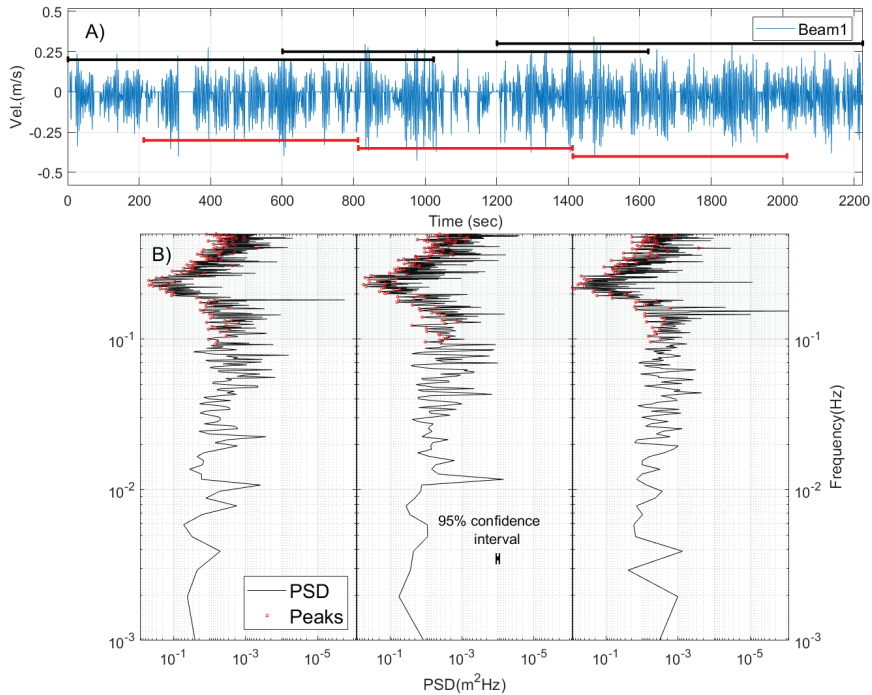 A)
Beam1
Vel.(m/s)
0.5
0.25
0
-0.25
-0.5
0 200 400 600 800 1000 1200 1400 1600 1800 2000 2200
Time (sec)
B)
10⁻¹
10⁻²
10⁻³
Frequency(Hz)
10⁻¹
10⁻²
10⁻³
95% confidence
interval
PSD
Peaks
10⁻¹ 10⁻³ 10⁻⁵ 10⁻¹ 10⁻³ 10⁻⁵ 10⁻¹ 10⁻³ 10⁻⁵
PSD(m²Hz)